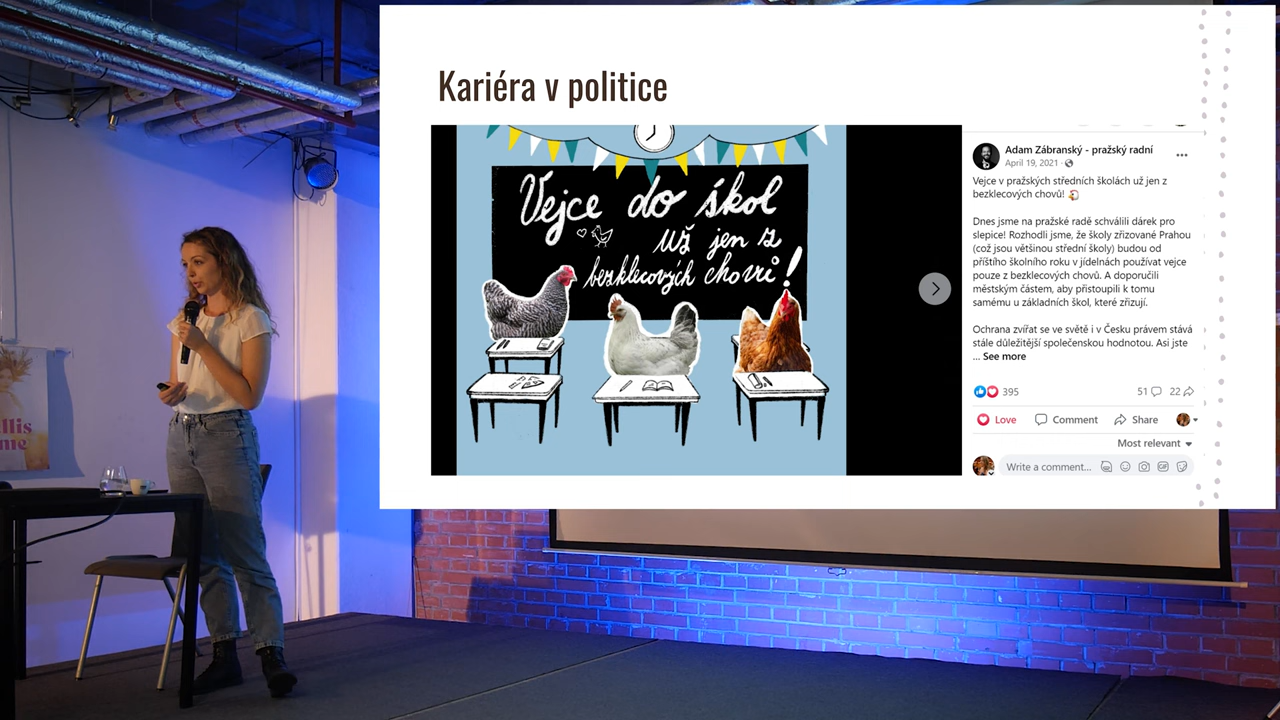 Kariéra v politice
Vejce do škol
už jen z
bezklecových chovů!
Adam Zábranský - pražský radní
April 19, 2021
Vejce v pražských středních školách už jen z
bezklecových chovů!
Dnes jsme na pražské radě schválili dárek pro
slepice! Rozhodli jsme, že školy zřizované Prahou
(což jsou většinou střední školy) budou od
příštího školního roku v jídelnách používat vejce
pouze z bezklecových chovů. A doporučili
městským částem, aby přistoupili k tomu
samému u základních škol, které zřizují.
Ochrana zvířat se ve světě i v Česku právem stává
stále důležitější společenskou hodnotou. Asi jste
... See more
395
51
22
Love
Comment
Share
Most relevant
Write a comment...
GIF
llis
me